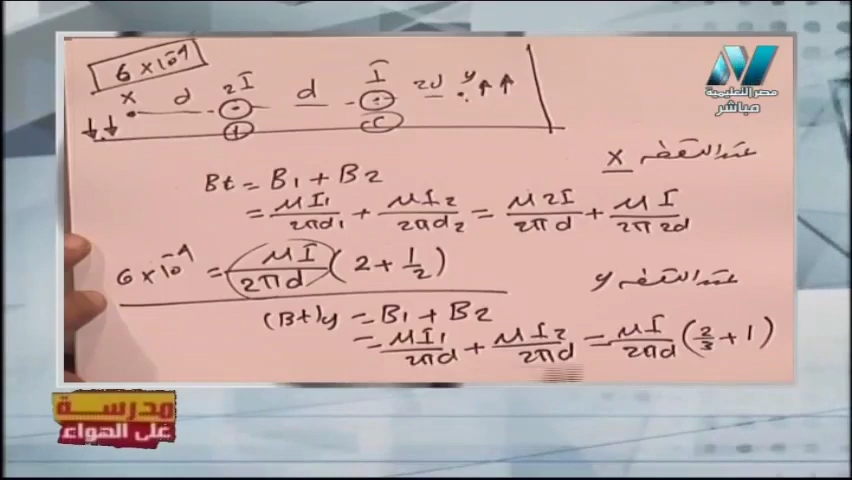 6 × 10⁻⁴
x d 2I d I 2d y
Bt = B1 + B2
عند النقطة x
= μI1/2πd1 + μI2/2πd2 = μ2I/2πd + μI/2π2d
6 × 10⁻⁴ = μI/2πd (2 + 1/2)
عند النقطة y
(Bt)y = B1 + B2
= μI1/2πd + μI2/2πd = μI/2πd (2/3 + 1)
مصر التعليمية
مباشر
مدرسة
على الهواء